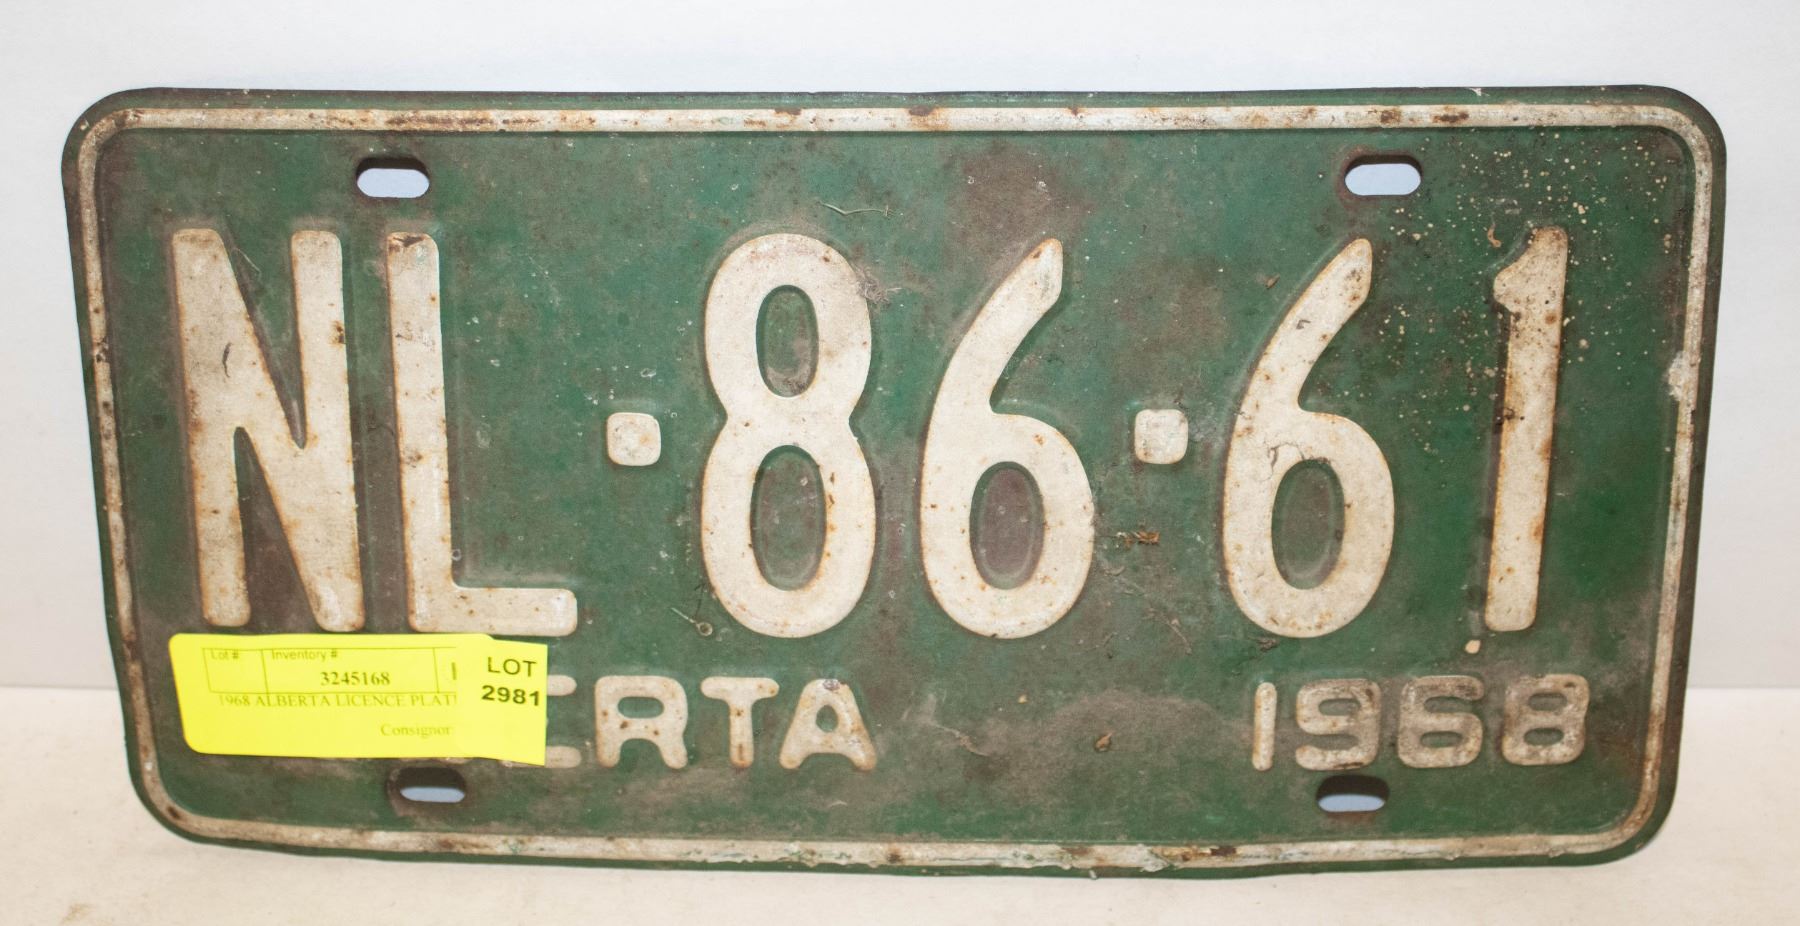 NL·86·61
Lot #: Inventory # LOT
3245168 2981
1968 ALBERTA LICENCE PLAT
Consignor
ERTA 1968